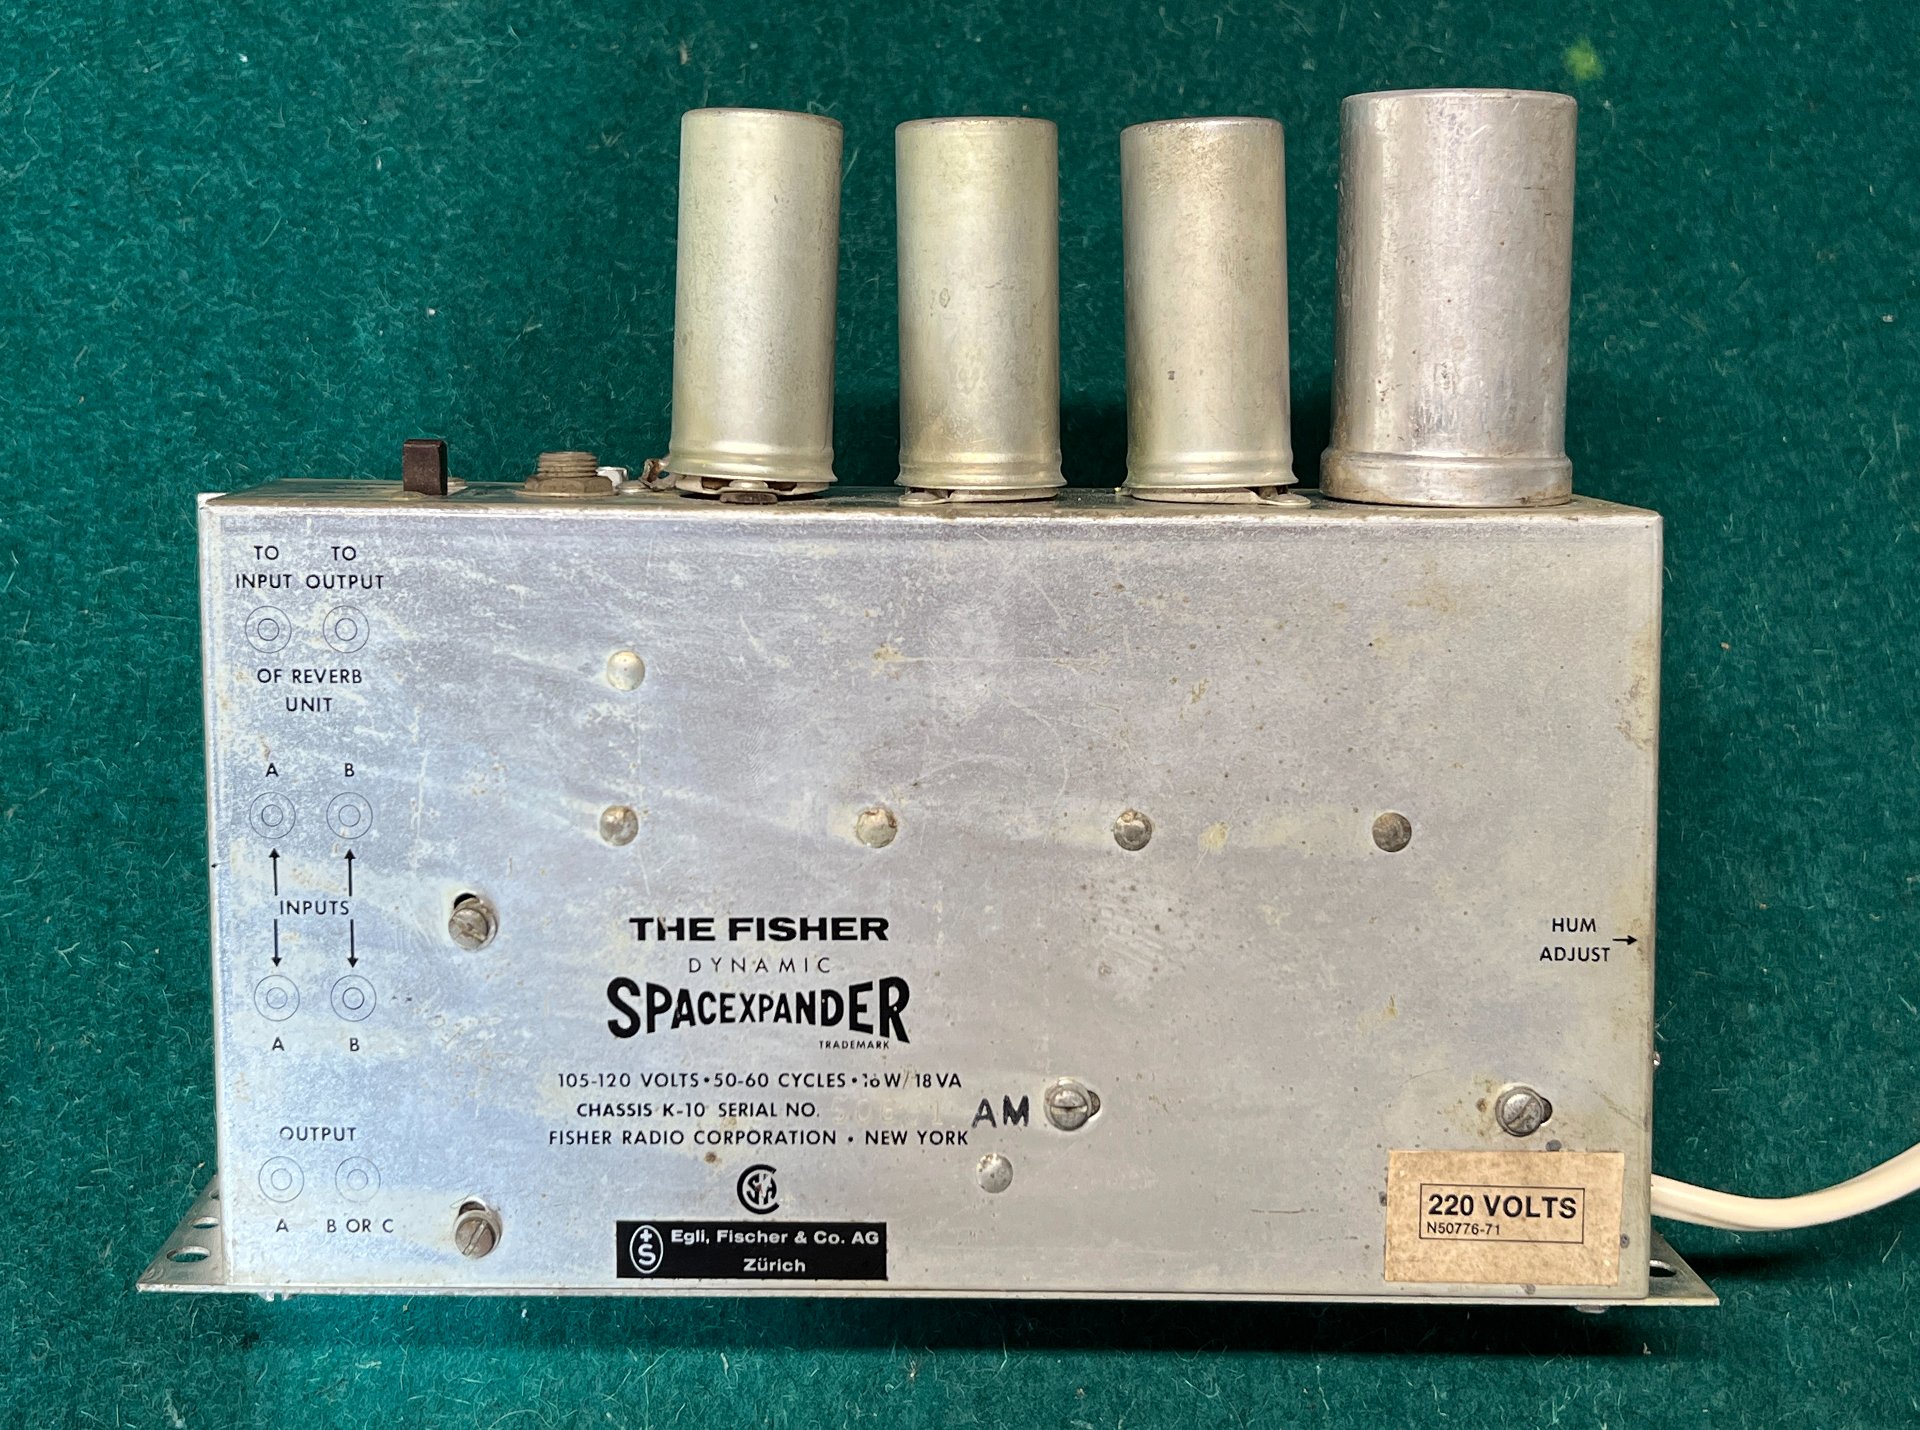 TO TO
INPUT OUTPUT
OF REVERB
UNIT
A B
INPUTS
A B
OUTPUT
A B OR C
THE FISHER
DYNAMIC
SPACEXPANDER
TRADEMARK
105-120 VOLTS • 50-60 CYCLES • 16W/18VA
CHASSIS K-10 SERIAL NO. AM
FISHER RADIO CORPORATION • NEW YORK
S
Egli, Fischer & Co. AG
Zürich
HUM
ADJUST
220 VOLTS
N50776-71